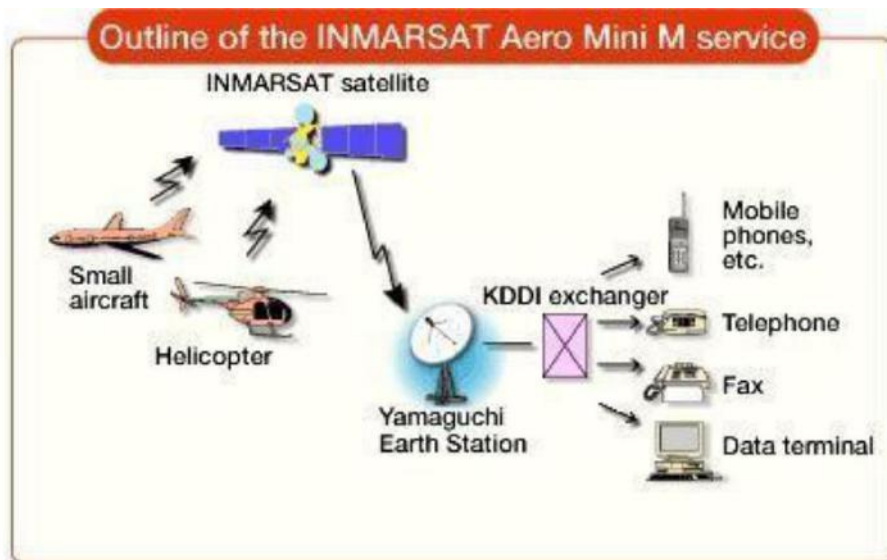 Outline of the INMARSAT Aero Mini M service
INMARSAT satellite
Small
aircraft
Helicopter
Yamaguchi
Earth Station
KDDI exchanger
Mobile
phones,
etc.
Telephone
Fax
Data terminal